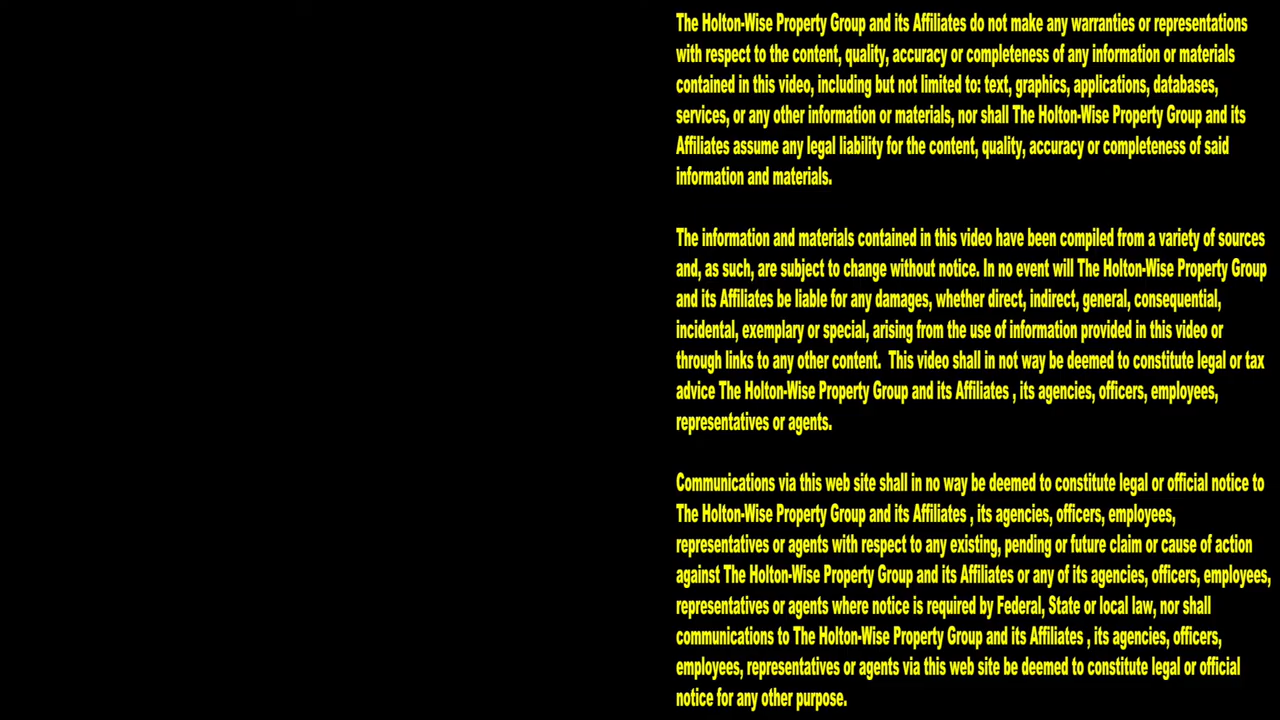 The Holton-Wise Property Group and its Affiliates do not make any warranties or representations
with respect to the content, quality, accuracy or completeness of any information or materials
contained in this video, including but not limited to: text, graphics, applications, databases,
services, or any other information or materials, nor shall The Holton-Wise Property Group and its
Affiliates assume any legal liability for the content, quality, accuracy or completeness of said
information and materials.
The information and materials contained in this video have been compiled from a variety of sources
and, as such, are subject to change without notice. In no event will The Holton-Wise Property Group
and its Affiliates be liable for any damages, whether direct, indirect, general, consequential,
incidental, exemplary or special, arising from the use of information provided in this video or
through links to any other content.  This video shall in not way be deemed to constitute legal or tax
advice The Holton-Wise Property Group and its Affiliates , its agencies, officers, employees,
representatives or agents.
Communications via this web site shall in no way be deemed to constitute legal or official notice to
The Holton-Wise Property Group and its Affiliates , its agencies, officers, employees,
representatives or agents with respect to any existing, pending or future claim or cause of action
against The Holton-Wise Property Group and its Affiliates or any of its agencies, officers, employees,
representatives or agents where notice is required by Federal, State or local law, nor shall
communications to The Holton-Wise Property Group and its Affiliates , its agencies, officers,
employees, representatives or agents via this web site be deemed to constitute legal or official
notice for any other purpose.